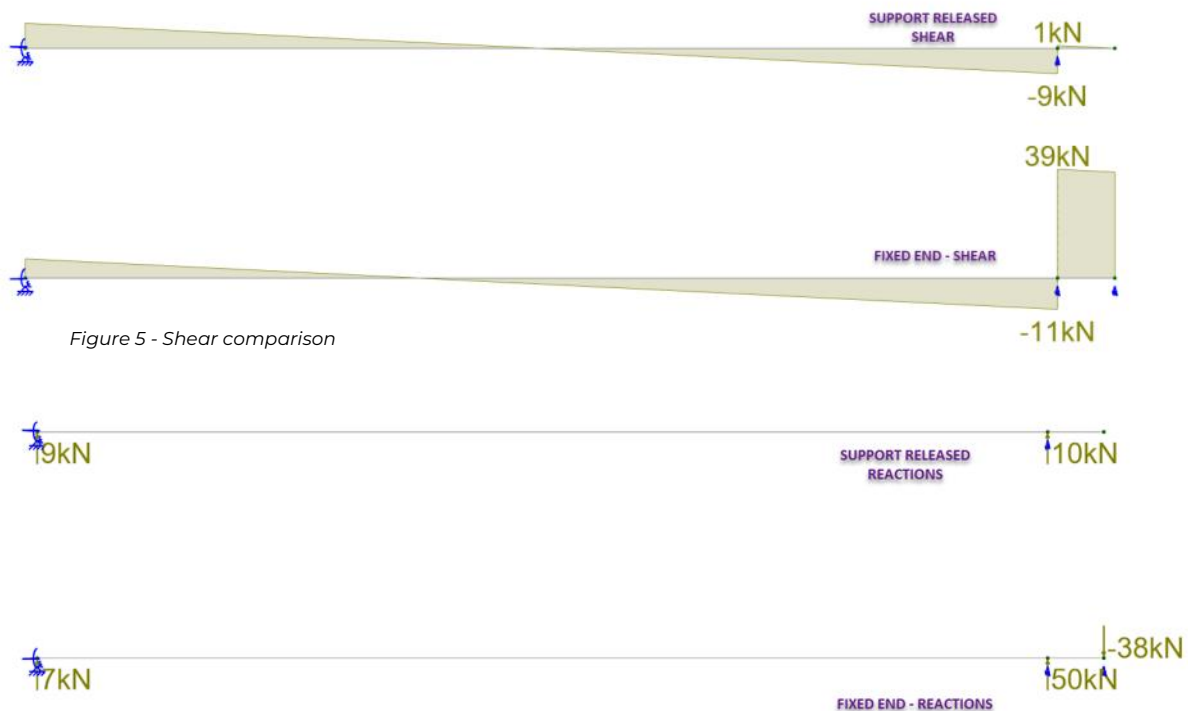 SUPPORT RELEASED
SHEAR
1kN
-9kN
39kN
FIXED END - SHEAR
-11kN
Figure 5 - Shear comparison
9kN
10kN
SUPPORT RELEASED
REACTIONS
-38kN
7kN
50kN
FIXED END - REACTIONS